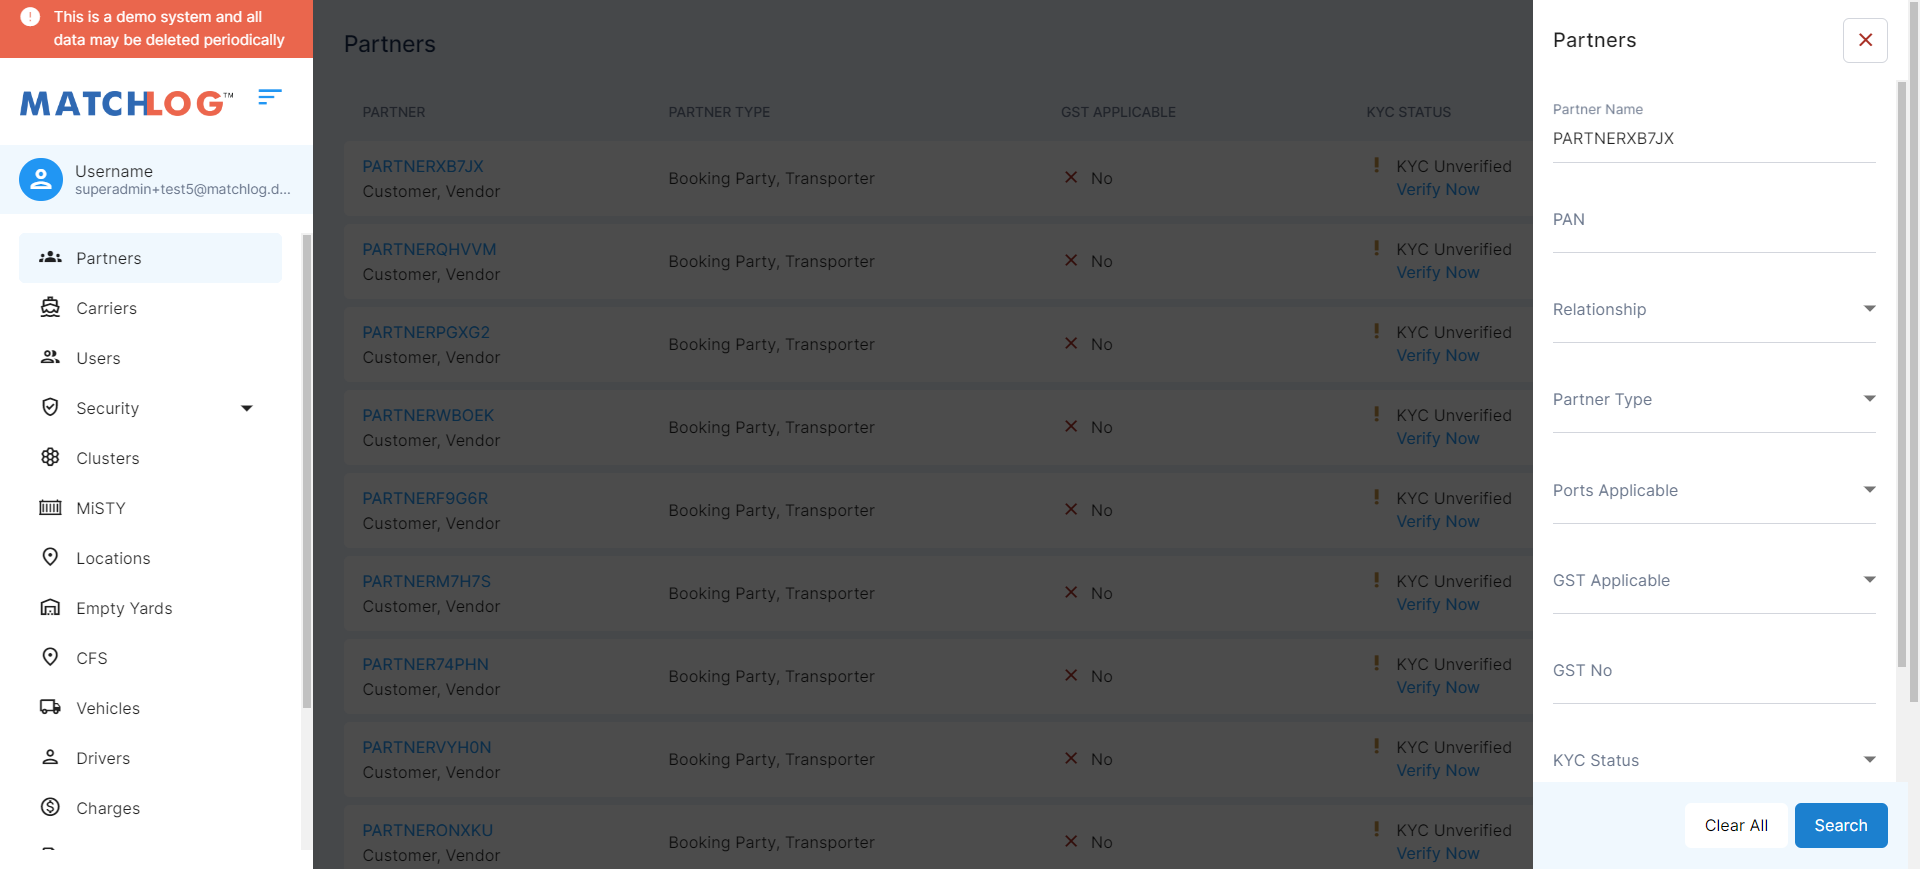 This is a demo system and all
data may be deleted periodically
MATCHLOG™
Username
superadmin+test5@matchlog.d...
Partners
Carriers
Users
Security
Clusters
MiSTY
Locations
Empty Yards
CFS
Vehicles
Drivers
Charges
Partners
PARTNER PARTNER TYPE GST APPLICABLE KYC STATUS
PARTNERXB7JX
Customer, Vendor
Booking Party, Transporter
No
KYC Unverified
Verify Now
PARTNERQHVVM
Customer, Vendor
Booking Party, Transporter
No
KYC Unverified
Verify Now
PARTNERPGXG2
Customer, Vendor
Booking Party, Transporter
No
KYC Unverified
Verify Now
PARTNERWBOEK
Customer, Vendor
Booking Party, Transporter
No
KYC Unverified
Verify Now
PARTNERF9G6R
Customer, Vendor
Booking Party, Transporter
No
KYC Unverified
Verify Now
PARTNERM7H7S
Customer, Vendor
Booking Party, Transporter
No
KYC Unverified
Verify Now
PARTNER74PHN
Customer, Vendor
Booking Party, Transporter
No
KYC Unverified
Verify Now
PARTNERVYH0N
Customer, Vendor
Booking Party, Transporter
No
KYC Unverified
Verify Now
PARTNERONXKU
Customer, Vendor
Booking Party, Transporter
No
KYC Unverified
Verify Now
Partners
Partner Name
PARTNERXB7JX
PAN
Relationship
Partner Type
Ports Applicable
GST Applicable
GST No
KYC Status
Clear All
Search